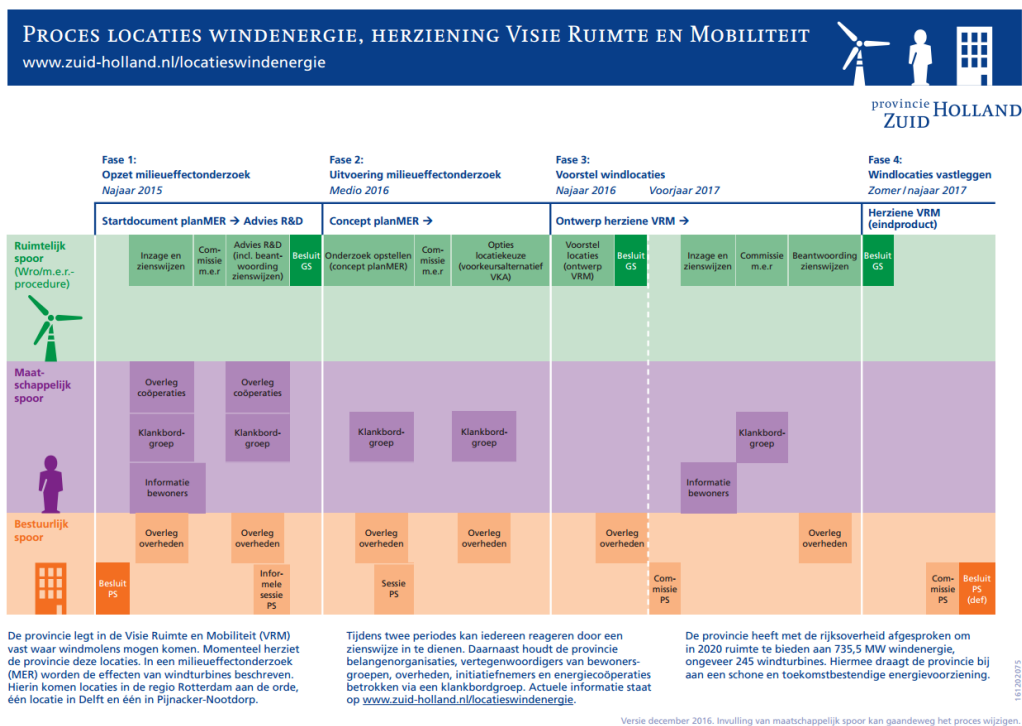 PROCES LOCATIES WINDENERGIE, HERZIENING VISIE RUIMTE EN MOBILITEIT
www.zuid-holland.nl/locatieswindenergie
provincie HOLLAND
ZUID
Fase 1:
Opzet milieueffectonderzoek
Najaar 2015
Fase 2:
Uitvoering milieueffectonderzoek
Medio 2016
Fase 3:
Voorstel windlocaties
Najaar 2016 Voorjaar 2017
Fase 4:
Windlocaties vastleggen
Zomer/najaar 2017
Startdocument planMER → Advies R&D
Concept planMER →
Ontwerp herziene VRM →
Herziene VRM
(eindproduct)
Ruimtelijk
spoor
(Wro/m.e.r.-
procedure)
Inzage en
zienswijzen
Com-
missie
m.e.r
Advies R&D
(incl. beant-
woording
zienswijzen)
Besluit
GS
Onderzoek opstellen
(concept planMER)
Com-
missie
m.e.r
Opties
locatiekeuze
(voorkeursalternatief
VKA)
Voorstel
locaties
(ontwerp
VRM)
Besluit
GS
Inzage en
zienswijzen
Commissie
m.e.r
Beantwoording
zienswijzen
Besluit
GS
Maat-
schappelijk
spoor
Overleg
coöperaties
Overleg
coöperaties
Klankbord-
groep
Klankbord-
groep
Klankbord-
groep
Klankbord-
groep
Klankbord-
groep
Informatie
bewoners
Informatie
bewoners
Bestuurlijk
spoor
Overleg
overheden
Overleg
overheden
Overleg
overheden
Overleg
overheden
Overleg
overheden
Overleg
overheden
Besluit
PS
Infor-
mele
sessie
PS
Sessie
PS
Com-
missie
PS
Com-
missie
PS
Besluit
PS
(def)
De provincie legt in de Visie Ruimte en Mobiliteit (VRM)
vast waar windmolens mogen komen. Momenteel herziet
de provincie deze locaties. In een milieueffectonderzoek
(MER) worden de effecten van windturbines beschreven.
Hierin komen locaties in de regio Rotterdam aan de orde,
één locatie in Delft en één in Pijnacker-Nootdorp.
Tijdens twee periodes kan iedereen reageren door een
zienswijze in te dienen. Daarnaast houdt de provincie
belangenorganisaties, vertegenwoordigers van bewoners-
groepen, overheden, initiatiefnemers en energiecoöperaties
betrokken via een klankbordgroep. Actuele informatie staat
op www.zuid-holland.nl/locatieswindenergie.
De provincie heeft met de rijksoverheid afgesproken om
in 2020 ruimte te bieden aan 735,5 MW windenergie,
ongeveer 245 windturbines. Hiermee draagt de provincie bij
aan een schone en toekomstbestendige energievoorziening.
161202075
Versie december 2016. Invulling van maatschappelijk spoor kan gaandeweg het proces wijzigen.